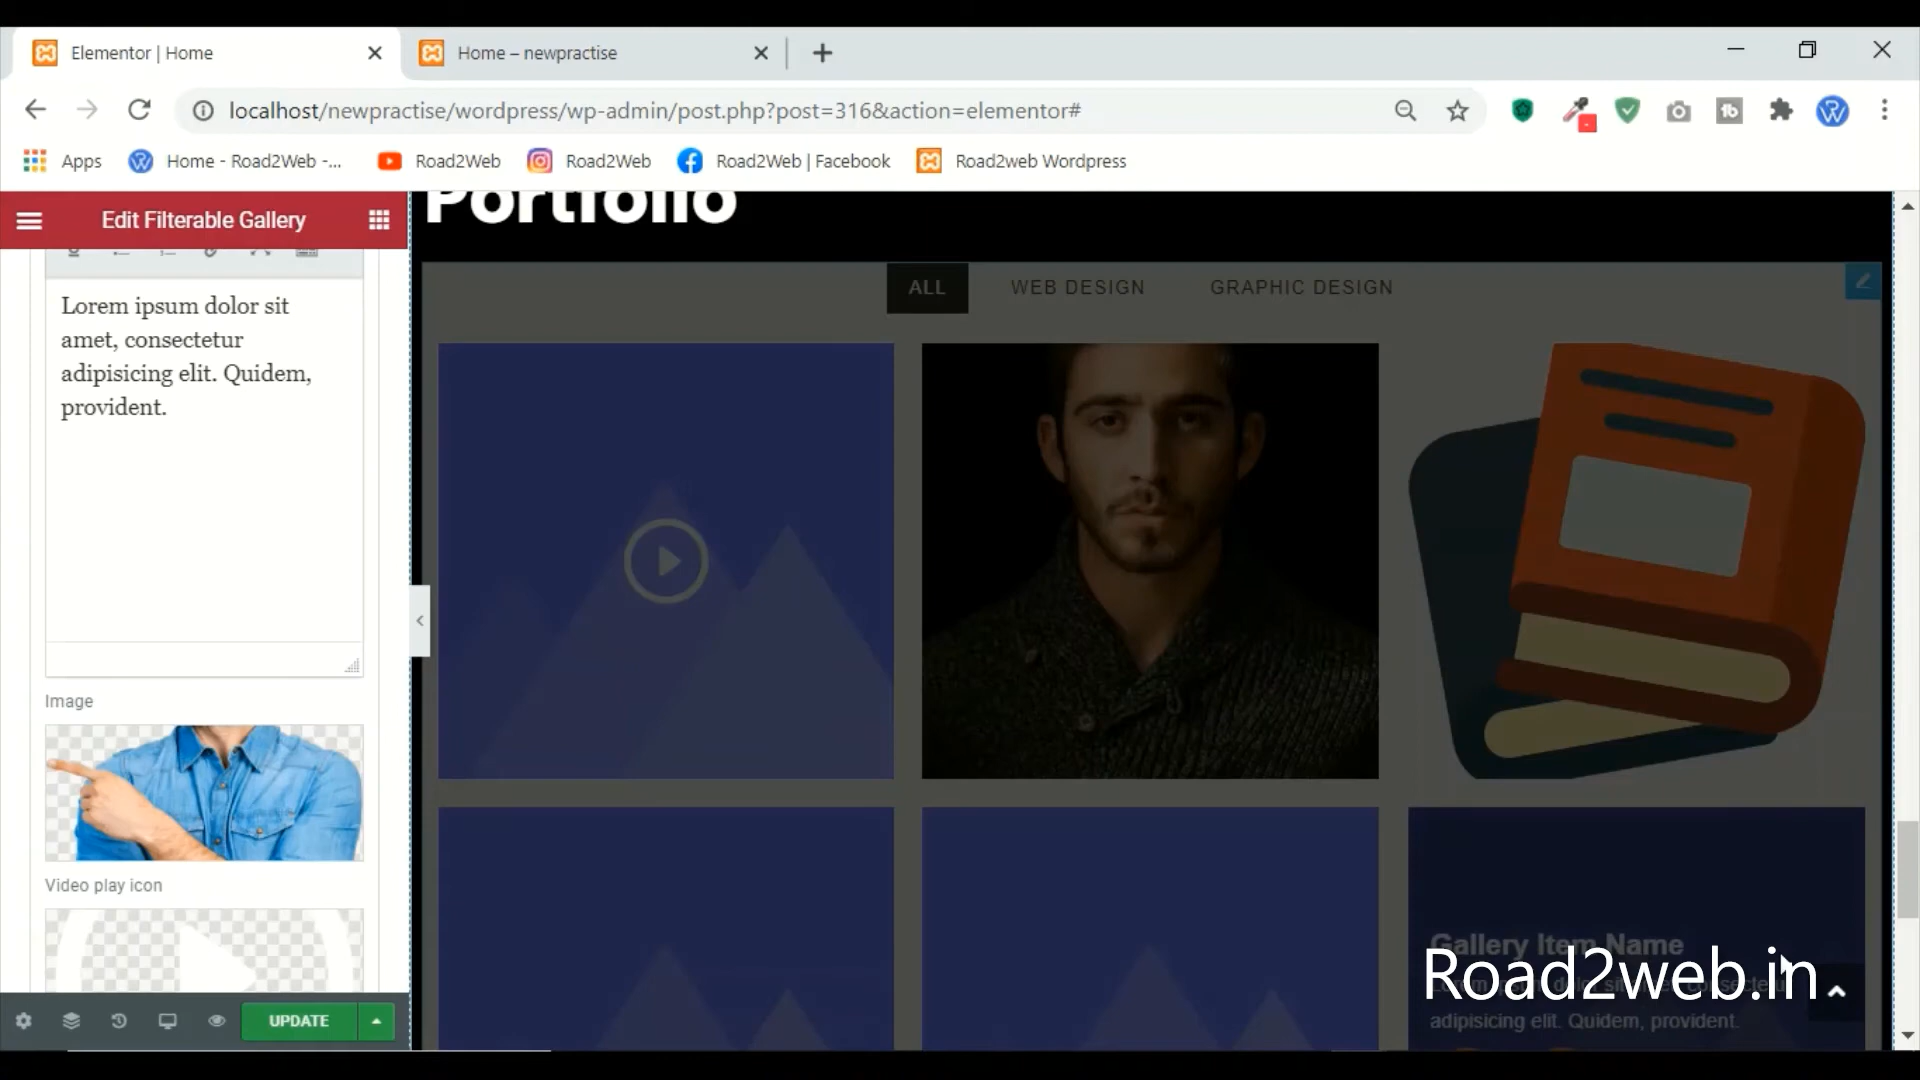 Elementor | Home
Home – newpractise
localhost/newpractise/wordpress/wp-admin/post.php?post=316&action=elementor#
Apps
Home - Road2Web -...
Road2Web
Road2Web
Road2Web | Facebook
Road2web Wordpress
Edit Filterable Gallery
Portfolio
ALL
WEB DESIGN
GRAPHIC DESIGN
Lorem ipsum dolor sit
amet, consectetur
adipisicing elit. Quidem,
provident.
Image
Video play icon
Gallery Item Name
Road2web.in
adipisicing elit. Quidem, provident.
UPDATE